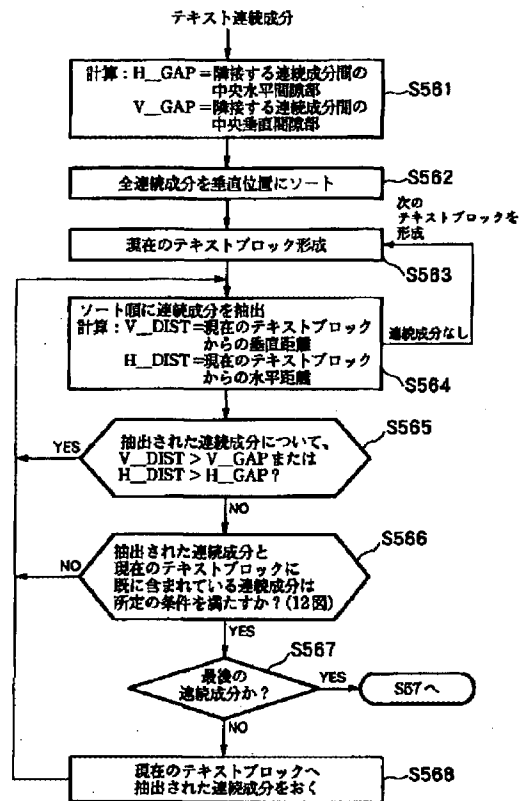 テキスト連続成分
計算:H__GAP=隣接する連続成分間の
中央水平間隙部
V__GAP=隣接する連続成分間の
中央垂直間隙部
S561
全連続成分を垂直位置にソート
S562
次の
テキストブロックを
形成
現在のテキストブロック形成
S563
ソート順に連続成分を抽出
計算:V__DIST=現在のテキストブロック
からの垂直距離
H__DIST=現在のテキストブロック
からの水平距離
連続成分なし
S564
S565
YES
抽出された連続成分について、
V__DIST>V__GAPまたは
H__DIST>H__GAP?
NO
S566
NO
抽出された連続成分と
現在のテキストブロックに
既に含まれている連続成分は
所定の条件を満たすか?(12図)
YES
S567
最後の
連続成分か?
YES
S57へ
NO
現在のテキストブロックへ
抽出された連続成分をおく
S568